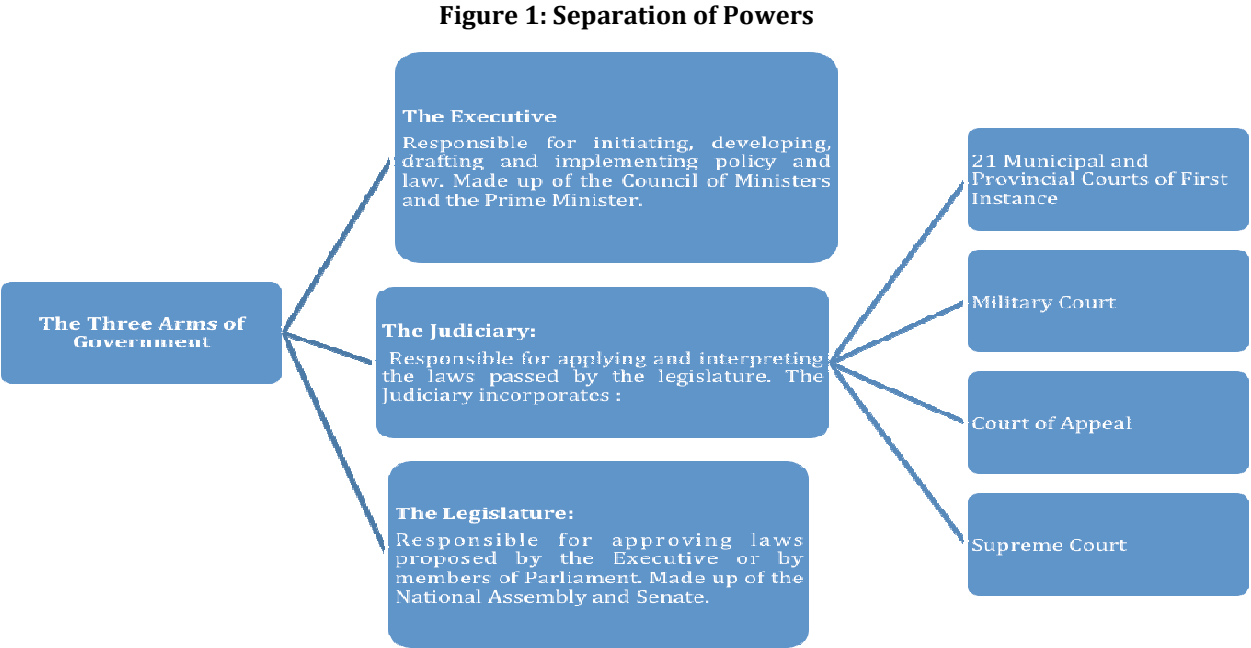 Figure 1: Separation of Powers
The Three Arms of
Government
The Executive
Responsible for initiating, developing,
drafting and implementing policy and
law. Made up of the Council of Ministers
and the Prime Minister.
The Judiciary:
Responsible for applying and interpreting
the laws passed by the legislature. The
Judiciary incorporates :
The Legislature:
Responsible for approving laws
proposed by the Executive or by
members of Parliament. Made up of the
National Assembly and Senate.
21 Municipal and
Provincial Courts of First
Instance
Military Court
Court of Appeal
Supreme Court